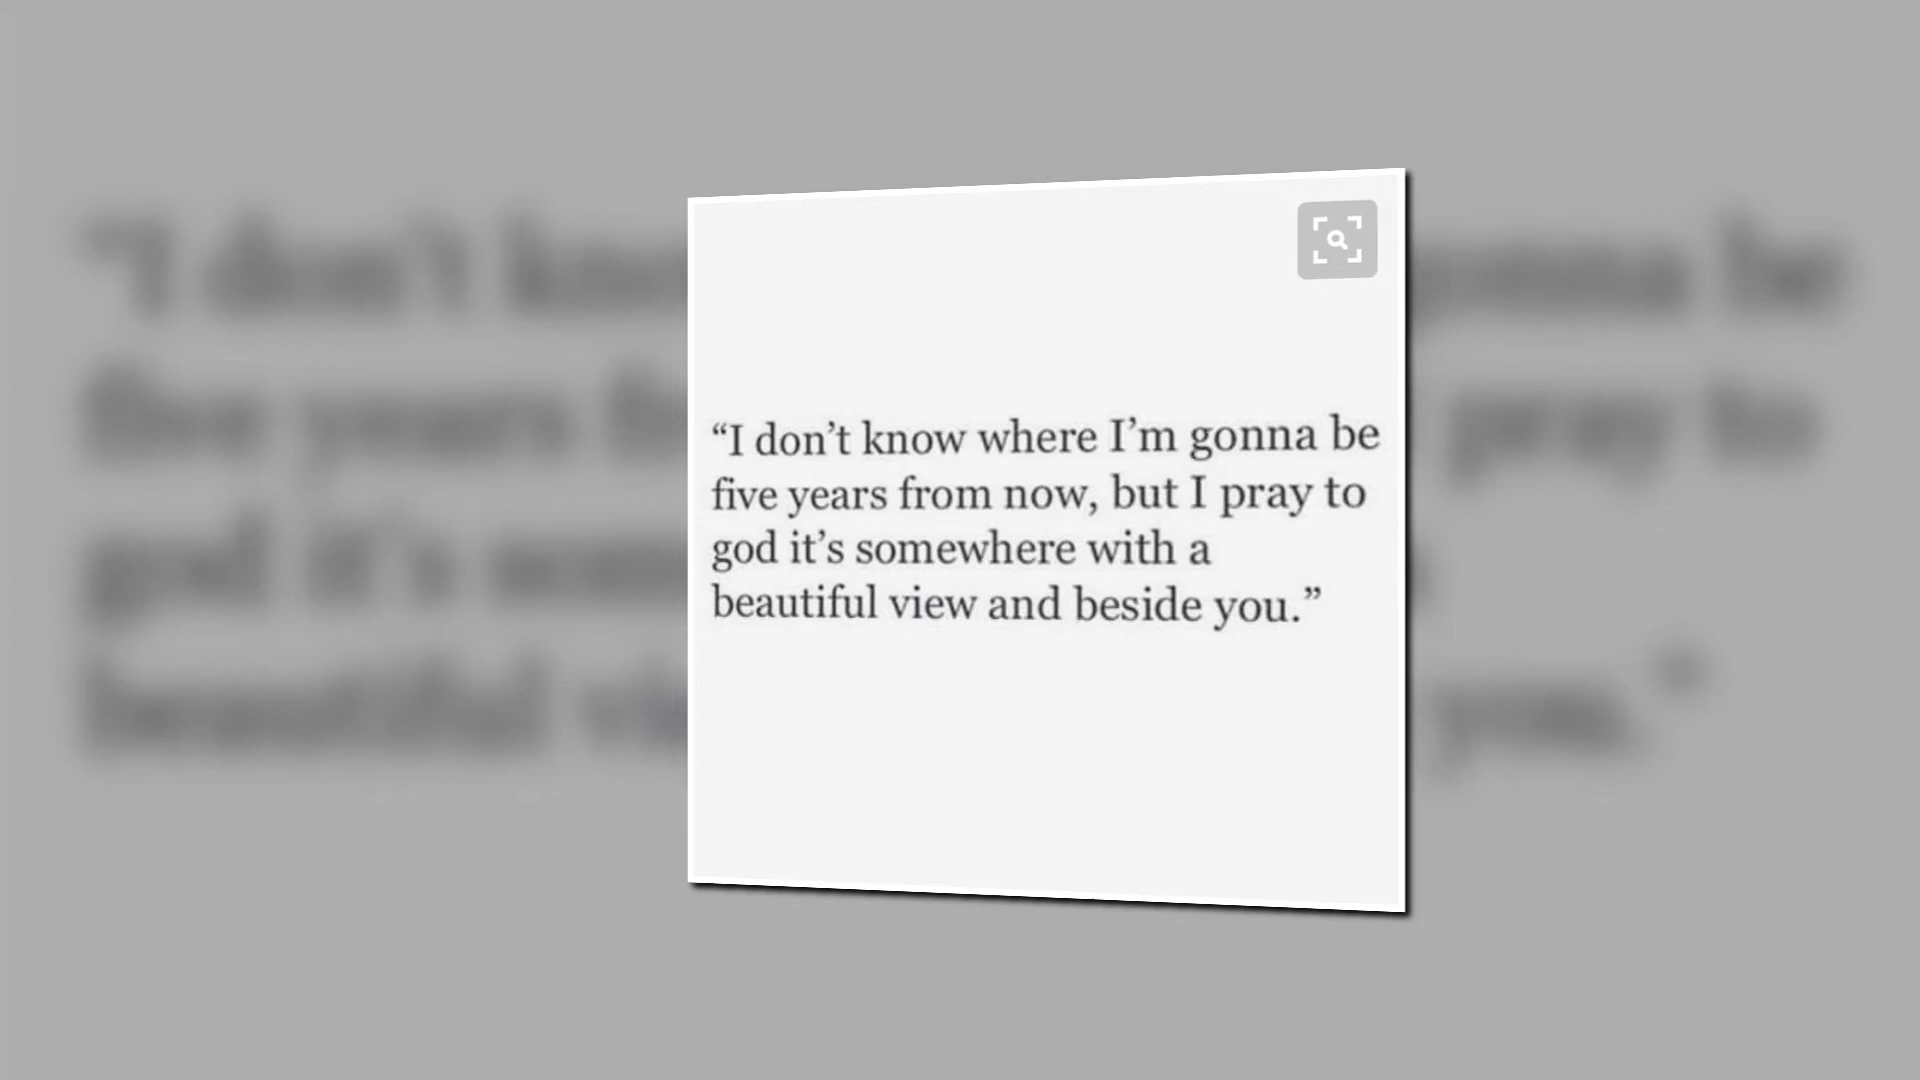 “I don’t know where I’m gonna be
five years from now, but I pray to
god it’s somewhere with a
beautiful view and beside you.”